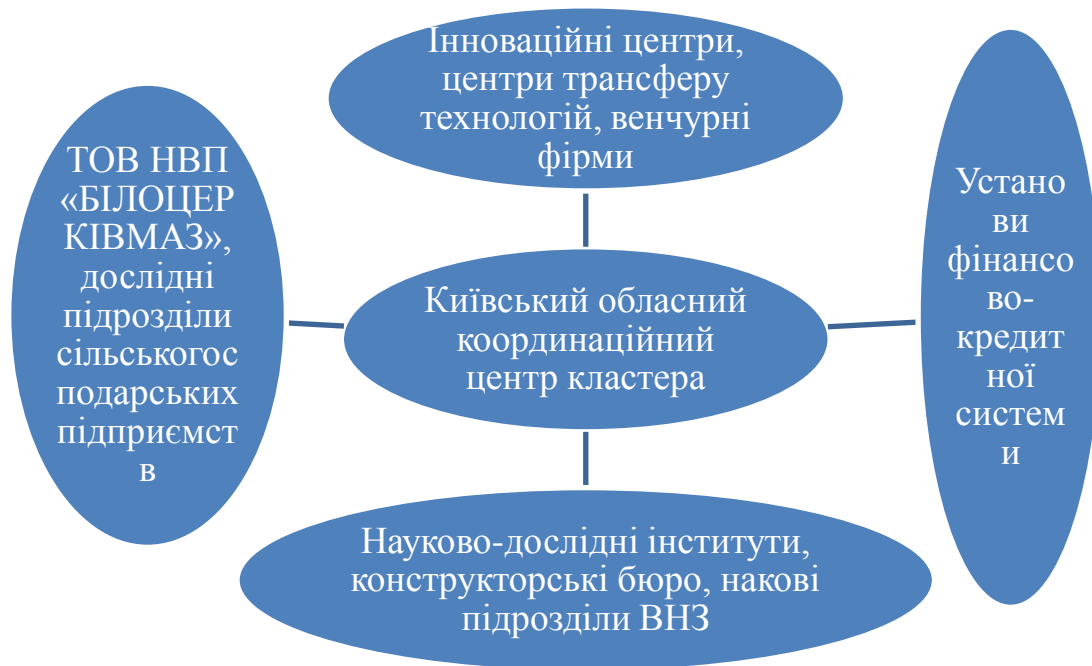 Інноваційні центри,
центри трансферу
технологій, венчурні
фірми
ТОВ НВП
«БІЛОЦЕР
КІВМАЗ»,
дослідні
підрозділи
сільськогос
подарських
підприємст
в
Київський обласний
координаційний
центр кластера
Устано
ви
фінансо
во-
кредит
ної
систем
и
Науково-дослідні інститути,
конструкторські бюро, накові
підрозділи ВНЗ